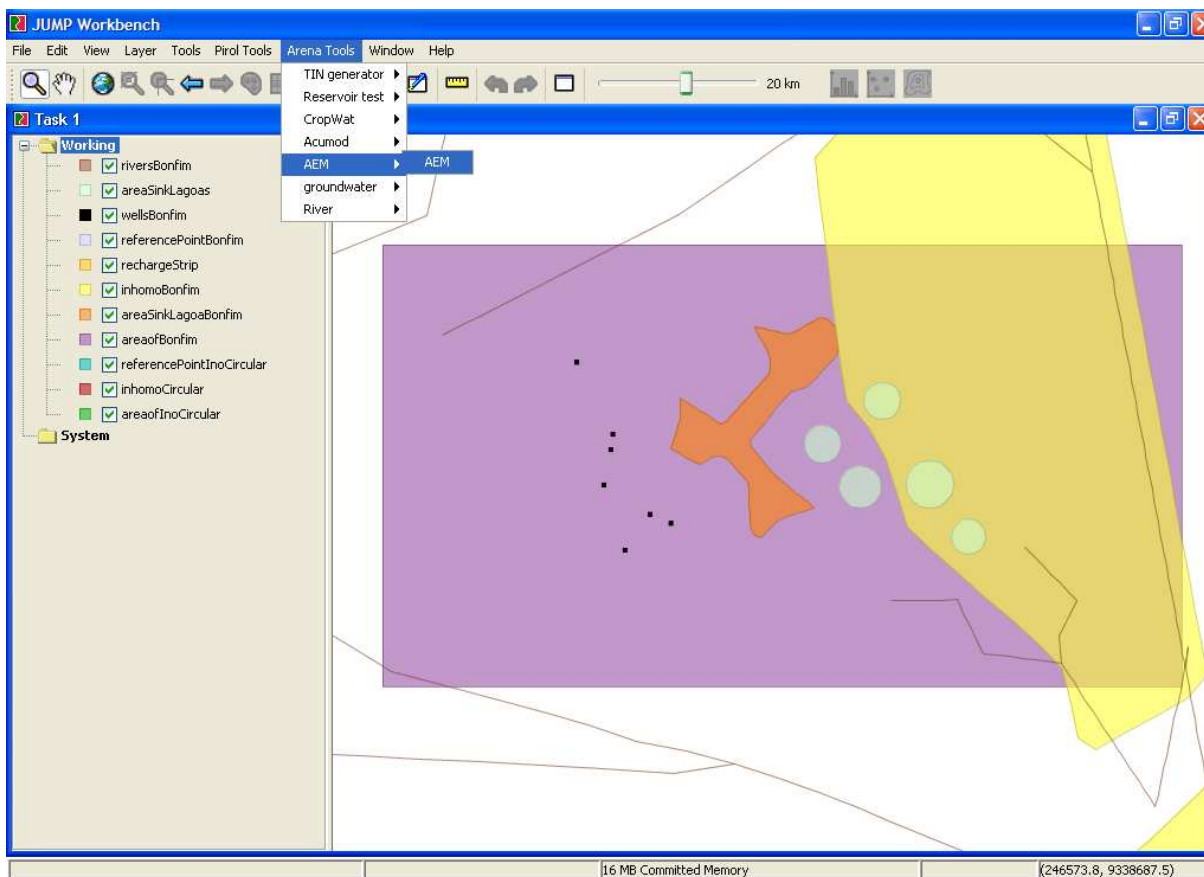 JUMP Workbench
File Edit View Layer Tools Pirol Tools Arena Tools Window Help
20 km
TIN generator
Reservoir test
CropWat
Acumod
AEM
AEM
groundwater
River
Task 1
Working
riversBonfim
areaSinkLagoas
wellsBonfim
referencePointBonfim
rechargeStrip
inhomoBonfim
areaSinkLagoaBonfim
areaofBonfim
referencePointInoCircular
inhomoCircular
areaofInoCircular
System
16 MB Committed Memory
(246573.8, 9338687.5)